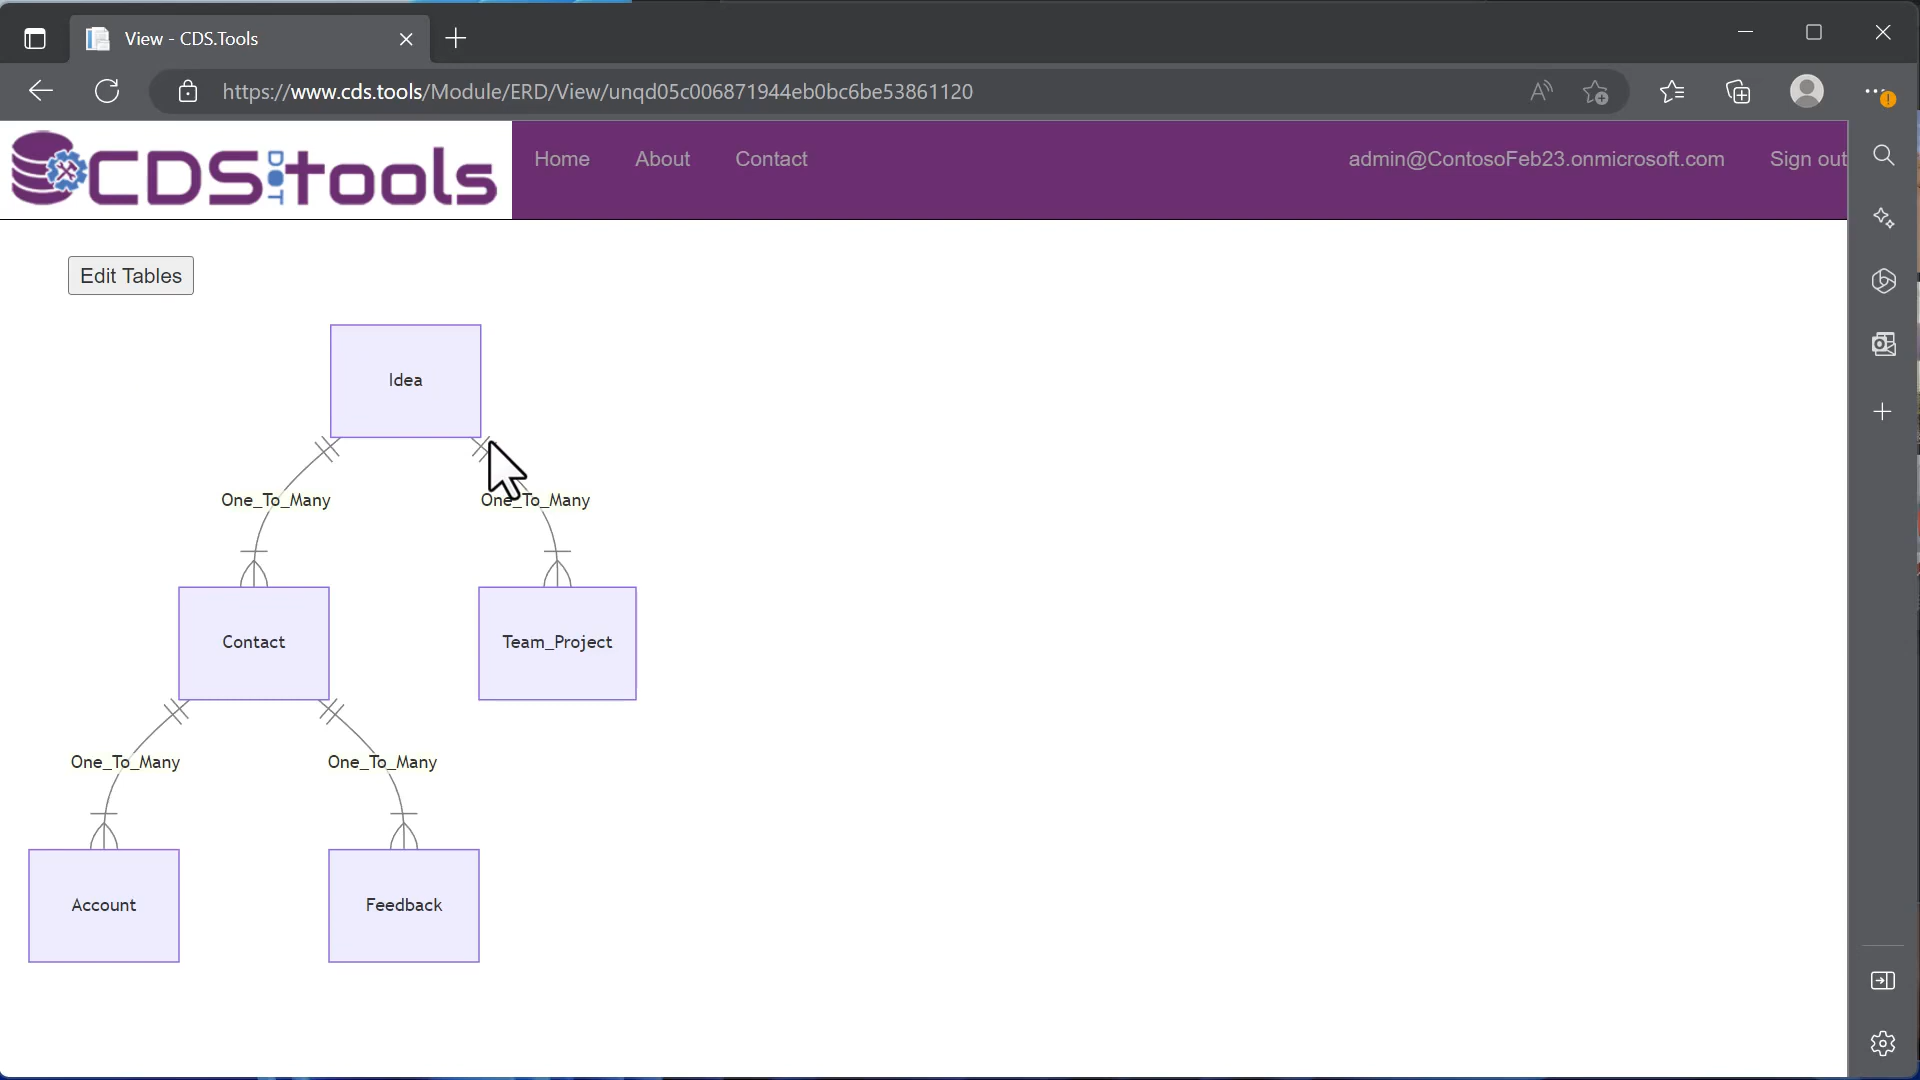 View - CDS.Tools
https://www.cds.tools/Module/ERD/View/unqd05c006871944eb0bc6be53861120
CDS DOT tools
Home About Contact admin@ContosoFeb23.onmicrosoft.com Sign out
Edit Tables
Idea
One_To_Many One_To_Many
Contact Team_Project
One_To_Many One_To_Many
Account Feedback